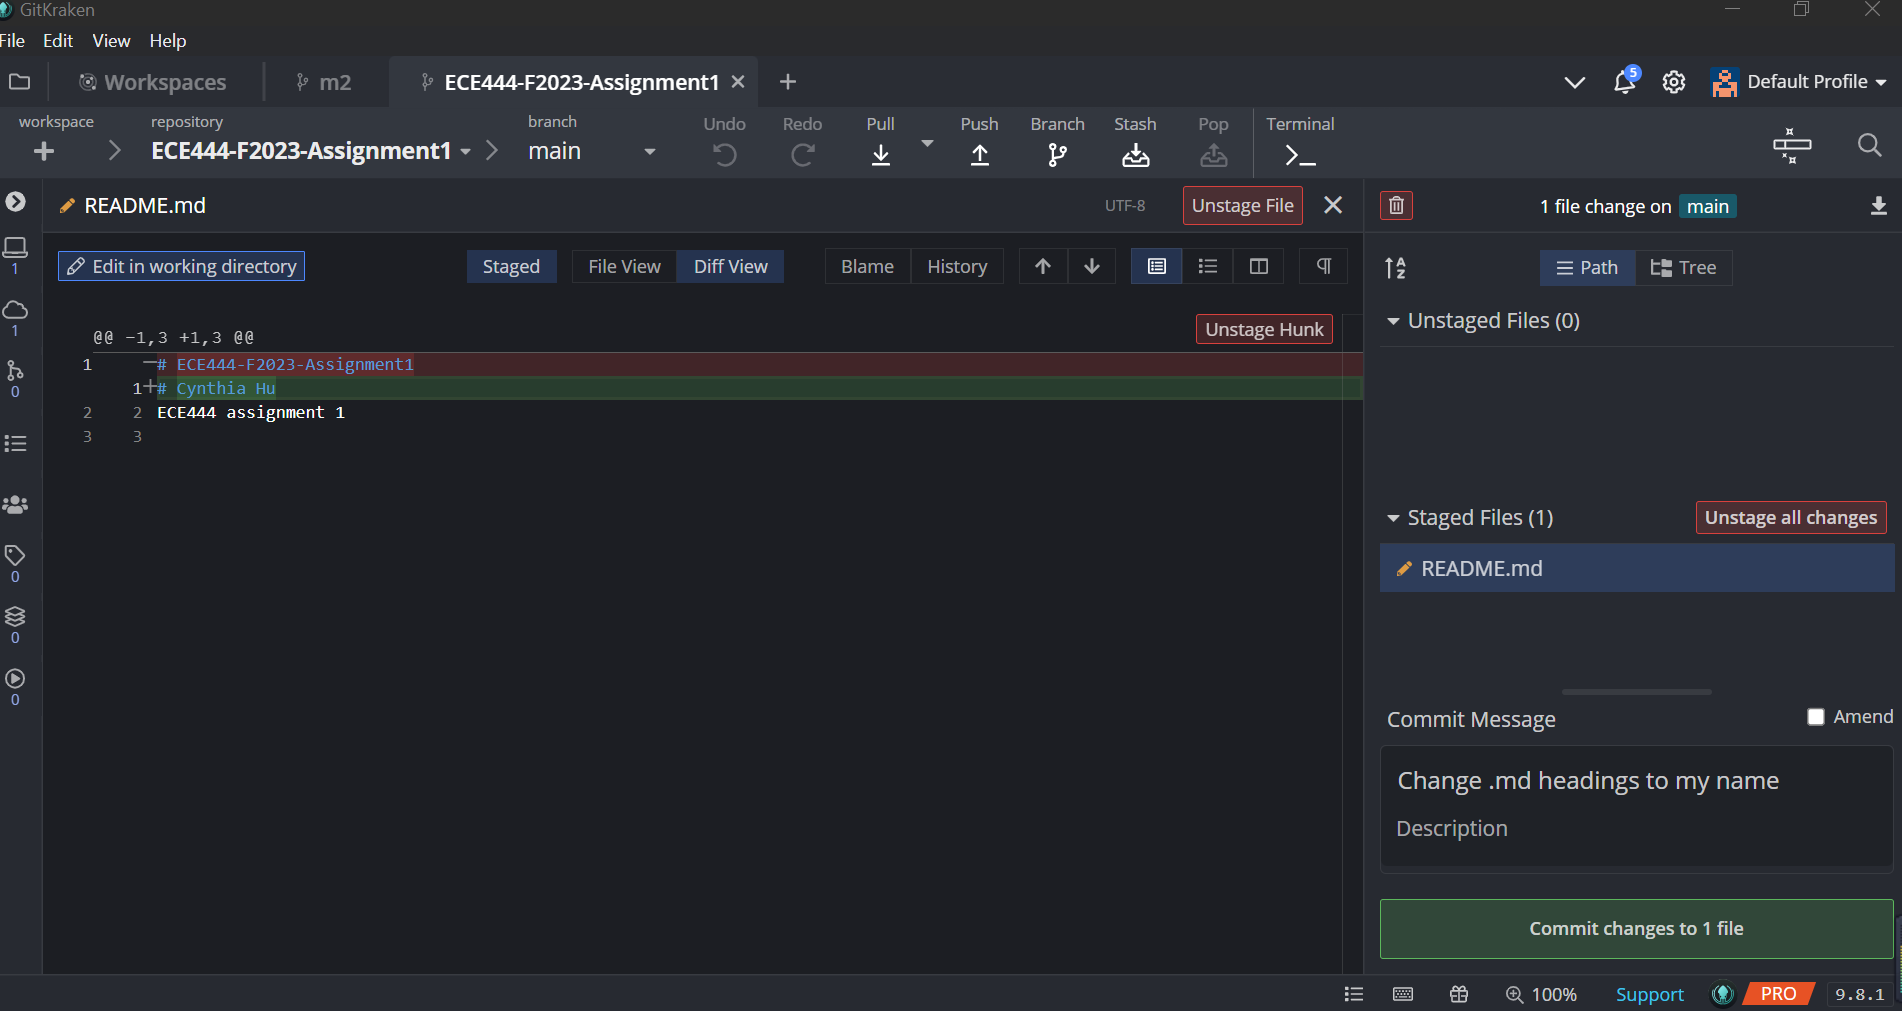 GitKraken
File Edit View Help
Workspaces m2 ECE444-F2023-Assignment1 5 Default Profile
workspace repository branch Undo Redo Pull Push Branch Stash Pop Terminal
ECE444-F2023-Assignment1 main
README.md UTF-8 Unstage File 1 file change on main
Edit in working directory Staged File View Diff View Blame History Path Tree
1
Unstaged Files (0)
1
@@ -1,3 +1,3 @@ Unstage Hunk
1 —# ECE444-F2023-Assignment1
1 +# Cynthia Hu
0
2 2 ECE444 assignment 1
3 3
Staged Files (1) Unstage all changes
README.md
0
0
0
Commit Message Amend
Change .md headings to my name
Description
Commit changes to 1 file
100% Support PRO 9.8.1